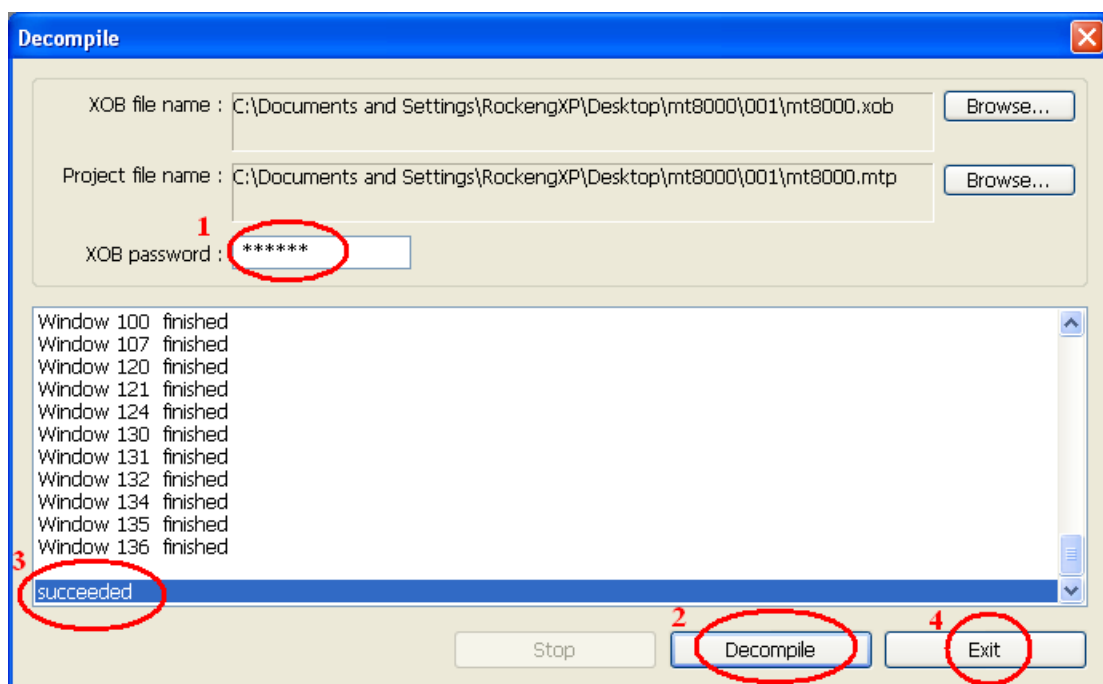 Decompile
XOB file name : C:\Documents and Settings\RockengXP\Desktop\mt8000\001\mt8000.xob Browse...
Project file name : C:\Documents and Settings\RockengXP\Desktop\mt8000\001\mt8000.mtp Browse...
1
XOB password : ******
Window 100 finished
Window 107 finished
Window 120 finished
Window 121 finished
Window 124 finished
Window 130 finished
Window 131 finished
Window 132 finished
Window 134 finished
Window 135 finished
Window 136 finished
3
succeeded
2 4
Stop Decompile Exit